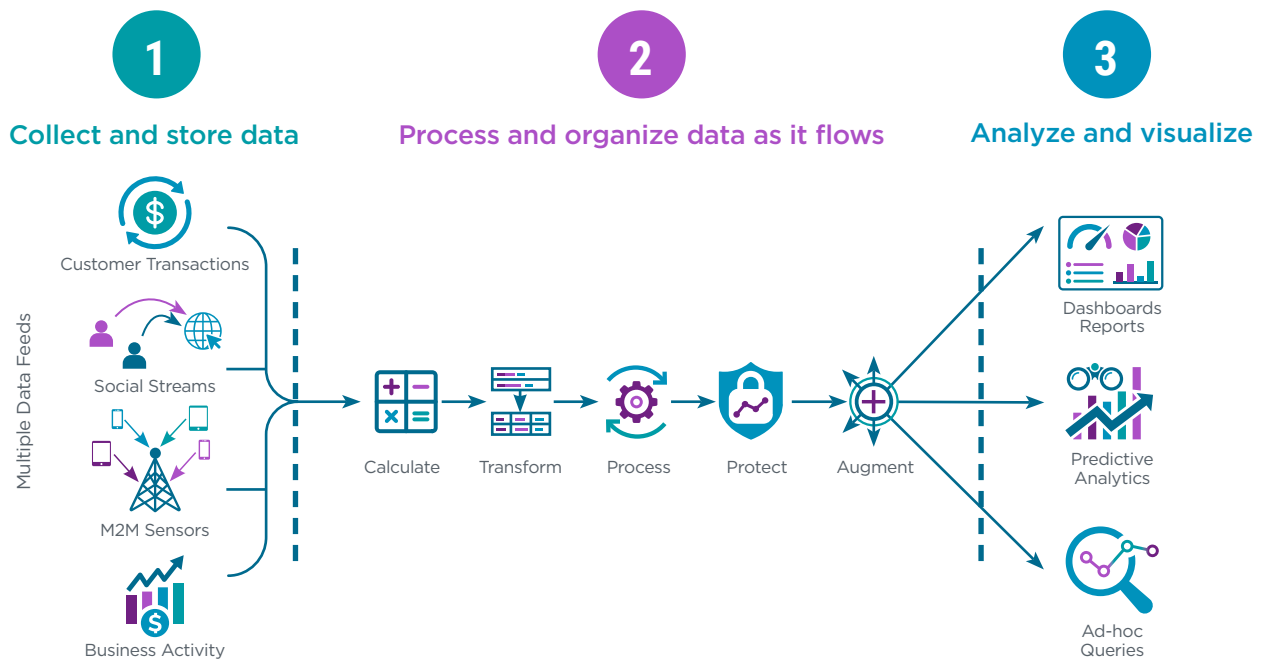 1
Collect and store data
2
Process and organize data as it flows
3
Analyze and visualize
Multiple Data Feeds
$
Customer Transactions
Social Streams
M2M Sensors
$
Business Activity
Calculate
Transform
Process
Protect
Augment
Dashboards
Reports
Predictive
Analytics
Ad-hoc
Queries